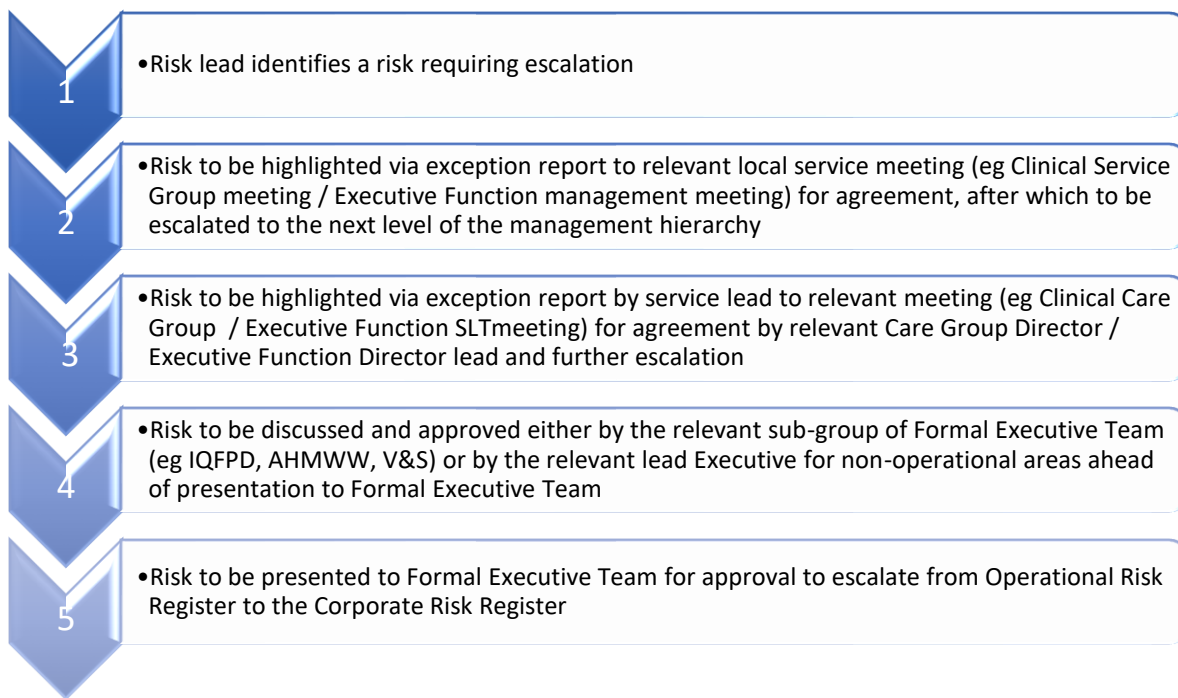 1
•Risk lead identifies a risk requiring escalation
2
•Risk to be highlighted via exception report to relevant local service meeting (eg Clinical Service
Group meeting / Executive Function management meeting) for agreement, after which to be
escalated to the next level of the management hierarchy
3
•Risk to be highlighted via exception report by service lead to relevant meeting (eg Clinical Care
Group / Executive Function SLTmeeting) for agreement by relevant Care Group Director /
Executive Function Director lead and further escalation
4
•Risk to be discussed and approved either by the relevant sub-group of Formal Executive Team
(eg IQFPD, AHMWW, V&S) or by the relevant lead Executive for non-operational areas ahead
of presentation to Formal Executive Team
5
•Risk to be presented to Formal Executive Team for approval to escalate from Operational Risk
Register to the Corporate Risk Register